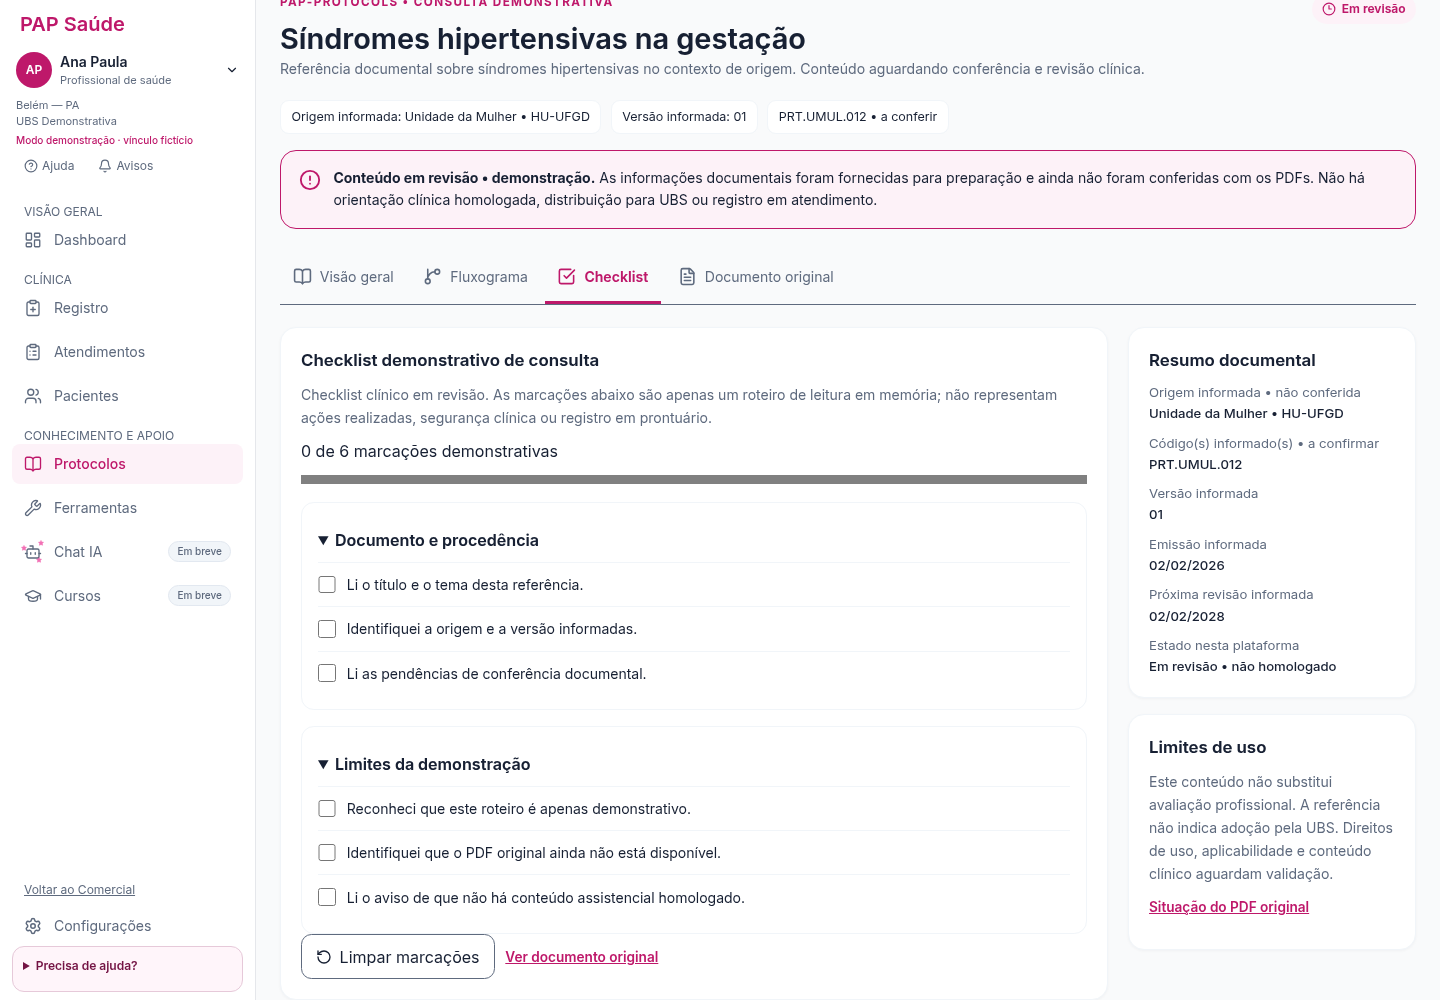 PAP Saúde
AP
Ana Paula
Profissional de saúde
Belém — PA
UBS Demonstrativa
Modo demonstração · vínculo fictício
Ajuda
Avisos
VISÃO GERAL
Dashboard
CLÍNICA
Registro
Atendimentos
Pacientes
CONHECIMENTO E APOIO
Protocolos
Ferramentas
Chat IA
Em breve
Cursos
Em breve
Voltar ao Comercial
Configurações
Precisa de ajuda?
PAP-PROTOCOLS • CONSULTA DEMONSTRATIVA
Em revisão
Síndromes hipertensivas na gestação
Referência documental sobre síndromes hipertensivas no contexto de origem. Conteúdo aguardando conferência e revisão clínica.
Origem informada: Unidade da Mulher • HU-UFGD
Versão informada: 01
PRT.UMUL.012 • a conferir
Conteúdo em revisão • demonstração. As informações documentais foram fornecidas para preparação e ainda não foram conferidas com os PDFs. Não há
orientação clínica homologada, distribuição para UBS ou registro em atendimento.
Visão geral
Fluxograma
Checklist
Documento original
Checklist demonstrativo de consulta
Checklist clínico em revisão. As marcações abaixo são apenas um roteiro de leitura em memória; não representam
ações realizadas, segurança clínica ou registro em prontuário.
0 de 6 marcações demonstrativas
Documento e procedência
Li o título e o tema desta referência.
Identifiquei a origem e a versão informadas.
Li as pendências de conferência documental.
Limites da demonstração
Reconheci que este roteiro é apenas demonstrativo.
Identifiquei que o PDF original ainda não está disponível.
Li o aviso de que não há conteúdo assistencial homologado.
Limpar marcações
Ver documento original
Resumo documental
Origem informada • não conferida
Unidade da Mulher • HU-UFGD
Código(s) informado(s) • a confirmar
PRT.UMUL.012
Versão informada
01
Emissão informada
02/02/2026
Próxima revisão informada
02/02/2028
Estado nesta plataforma
Em revisão • não homologado
Limites de uso
Este conteúdo não substitui
avaliação profissional. A referência
não indica adoção pela UBS. Direitos
de uso, aplicabilidade e conteúdo
clínico aguardam validação.
Situação do PDF original